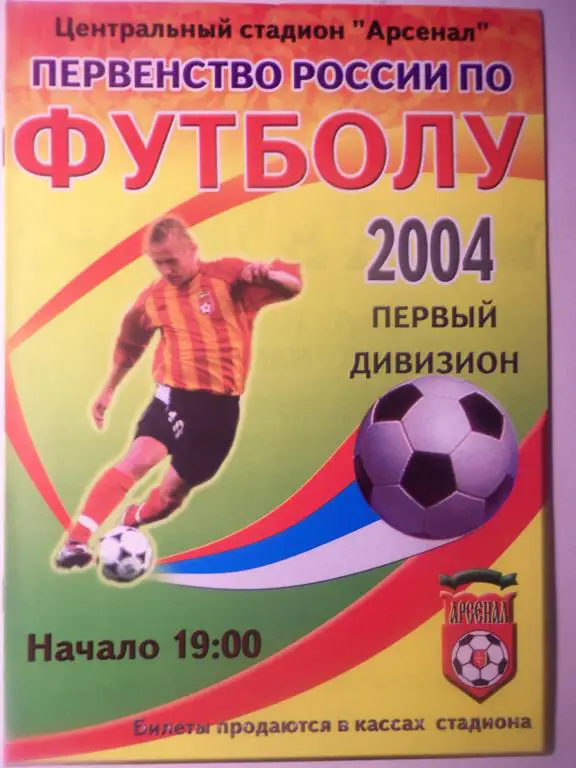 Центральный стадион "Арсенал"
ПЕРВЕНСТВО РОССИИ ПО
ФУТБОЛУ
2004
ПЕРВЫЙ
ДИВИЗИОН
АРСЕНАЛ
Начало 19:00
Билеты продаются в кассах стадиона